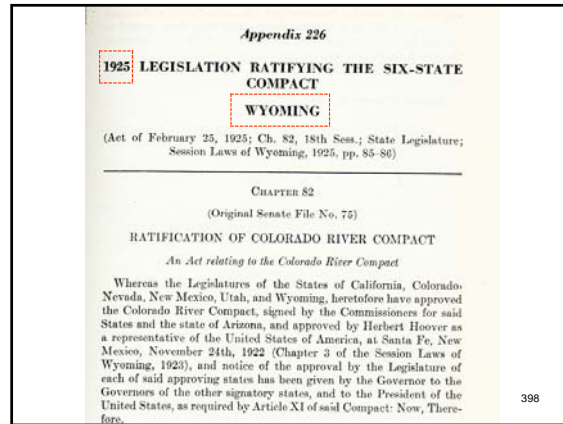 Appendix 226
1925 LEGISLATION RATIFYING THE SIX-STATE
COMPACT
WYOMING
(Act of February 25, 1925; Ch. 82, 18th Sess.; State Legislature;
Session Laws of Wyoming, 1925, pp. 85-86)
CHAPTER 82
(Original Senate File No. 75)
RATIFICATION OF COLORADO RIVER COMPACT
An Act relating to the Colorado River Compact
Whereas the Legislatures of the States of California, Colorado,
Nevada, New Mexico, Utah, and Wyoming, heretofore have approved
the Colorado River Compact, signed by the Commissioners for said
States and the state of Arizona, and approved by Herbert Hoover as
a representative of the United States of America, at Santa Fe, New
Mexico, November 24th, 1922 (Chapter 3 of the Session Laws of
Wyoming, 1923), and notice of the approval by the Legislature of
each of said approving states has been given by the Governor to the
Governors of the other signatory states, and to the President of the
United States, as required by Article XI of said Compact: Now, There-
fore,
398